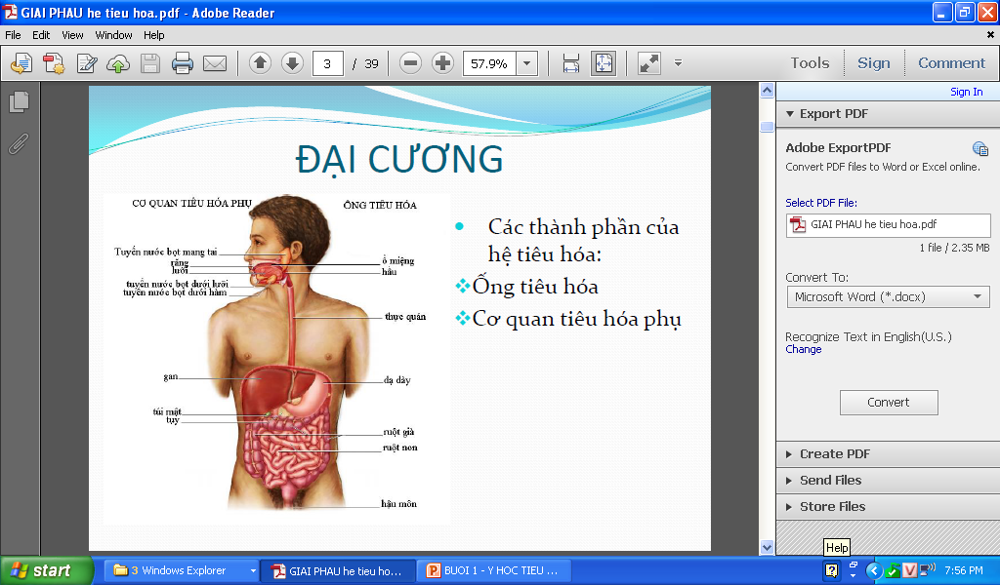 GIAI PHAU he tieu hoa.pdf - Adobe Reader
File Edit View Window Help
3 / 39 57.9% Tools Sign Comment
Sign In
Export PDF
Adobe ExportPDF
Convert PDF files to Word or Excel online.
Select PDF File:
GIAI PHAU he tieu hoa.pdf
1 file / 2.35 MB
Convert To:
Microsoft Word (*.docx)
Recognize Text in English(U.S.)
Change
Convert
Create PDF
Send Files
Store Files
ĐẠI CƯƠNG
CƠ QUAN TIÊU HÓA PHỤ
ỐNG TIÊU HÓA
Tuyến nước bọt mang tai
răng
lưỡi
tuyến nước bọt dưới lưỡi
tuyến nước bọt dưới hàm
gan
túi mật
tụy
ổ miệng
hầu
thực quản
dạ dày
ruột già
ruột non
hậu môn
• Các thành phần của
hệ tiêu hóa:
❖Ống tiêu hóa
❖Cơ quan tiêu hóa phụ
Help
start 3 Windows Explorer GIAI PHAU he tieu ho... BUOI 1 - Y HOC TIEU ... 7:56 PM